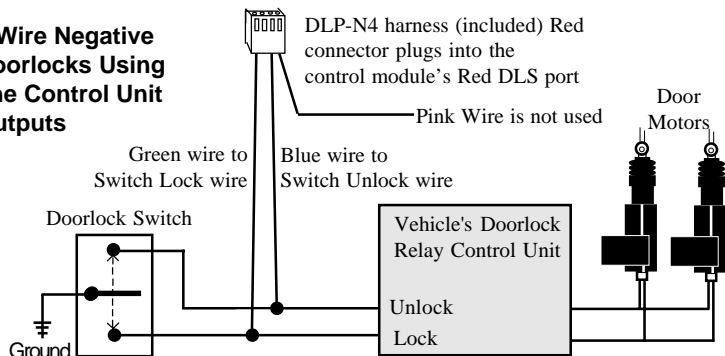 Wire Negative
oorlocks Using
e Control Unit
utputs
DLP-N4 harness (included) Red
connector plugs into the
control module's Red DLS port
Pink Wire is not used
Door
Motors
Green wire to
Switch Lock wire
Blue wire to
Switch Unlock wire
Doorlock Switch
Vehicle's Doorlock
Relay Control Unit
Unlock
Lock
Ground